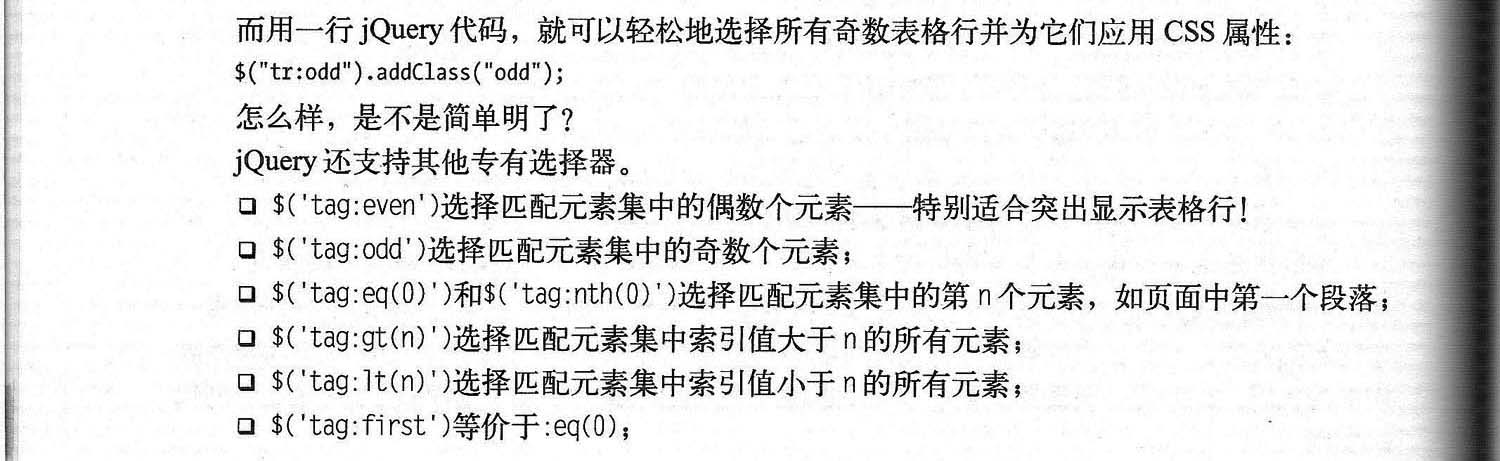 而用一行 jQuery 代码，就可以轻松地选择所有奇数表格行并为它们应用 CSS 属性：
$("tr:odd").addClass("odd");
怎么样，是不是简单明了？
jQuery 还支持其他专有选择器。
❑ $('tag:even')选择匹配元素集中的偶数个元素——特别适合突出显示表格行！
❑ $('tag:odd')选择匹配元素集中的奇数个元素；
❑ $('tag:eq(0)')和$('tag:nth(0)')选择匹配元素集中的第 n 个元素，如页面中第一个段落；
❑ $('tag:gt(n)')选择匹配元素集中索引值大于 n 的所有元素；
❑ $('tag:lt(n)')选择匹配元素集中索引值小于 n 的所有元素；
❑ $('tag:first')等价于:eq(0)；